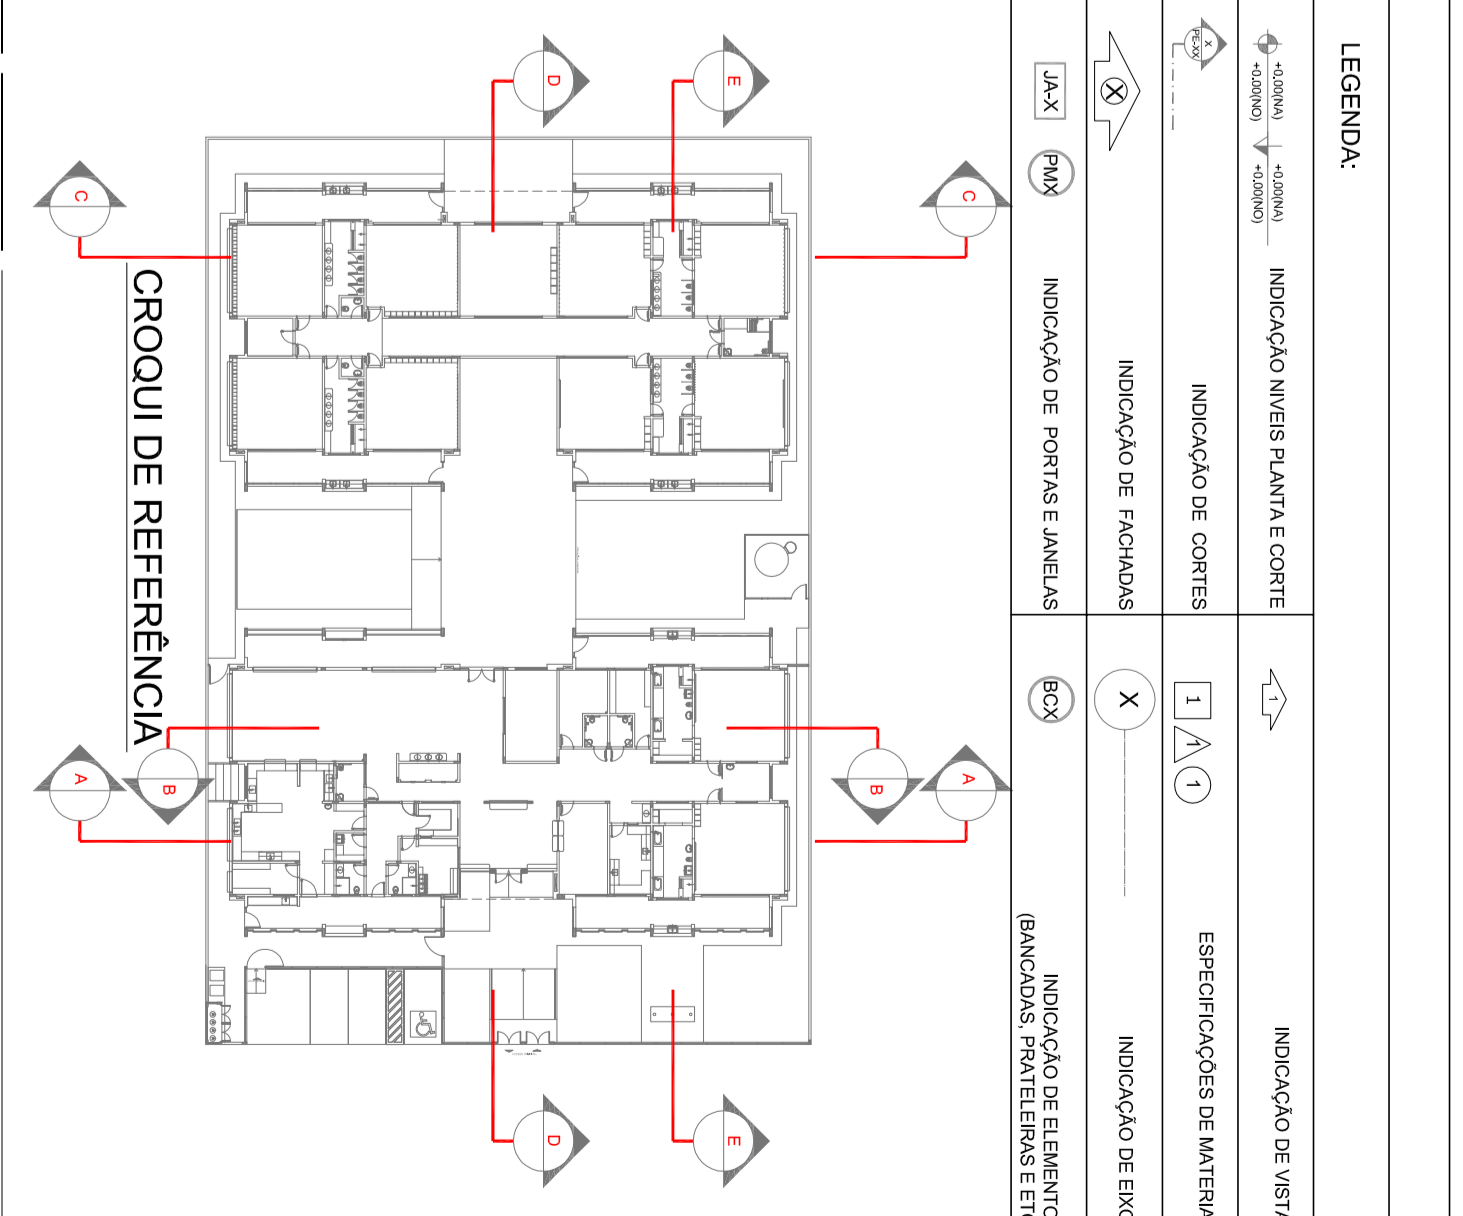 LEGENDA:
+0.00(NA)
+0.00(NO)
+0.00(NA)
+0.00(NO)
INDICAÇÃO NIVEIS PLANTA E CORTE
1
INDICAÇÃO DE VISTA
X
PE-XX
INDICAÇÃO DE CORTES
1 1 1
ESPECIFICAÇÕES DE MATERIA
X
INDICAÇÃO DE FACHADAS
X
INDICAÇÃO DE EIXO
JA-X
PMX
INDICAÇÃO DE PORTAS E JANELAS
BCX
INDICAÇÃO DE ELEMENTO
(BANCADAS, PRATELEIRAS E ETC
C
A
E
E
B
D
D
B
C
A
CROQUI DE REFERÊNCIA